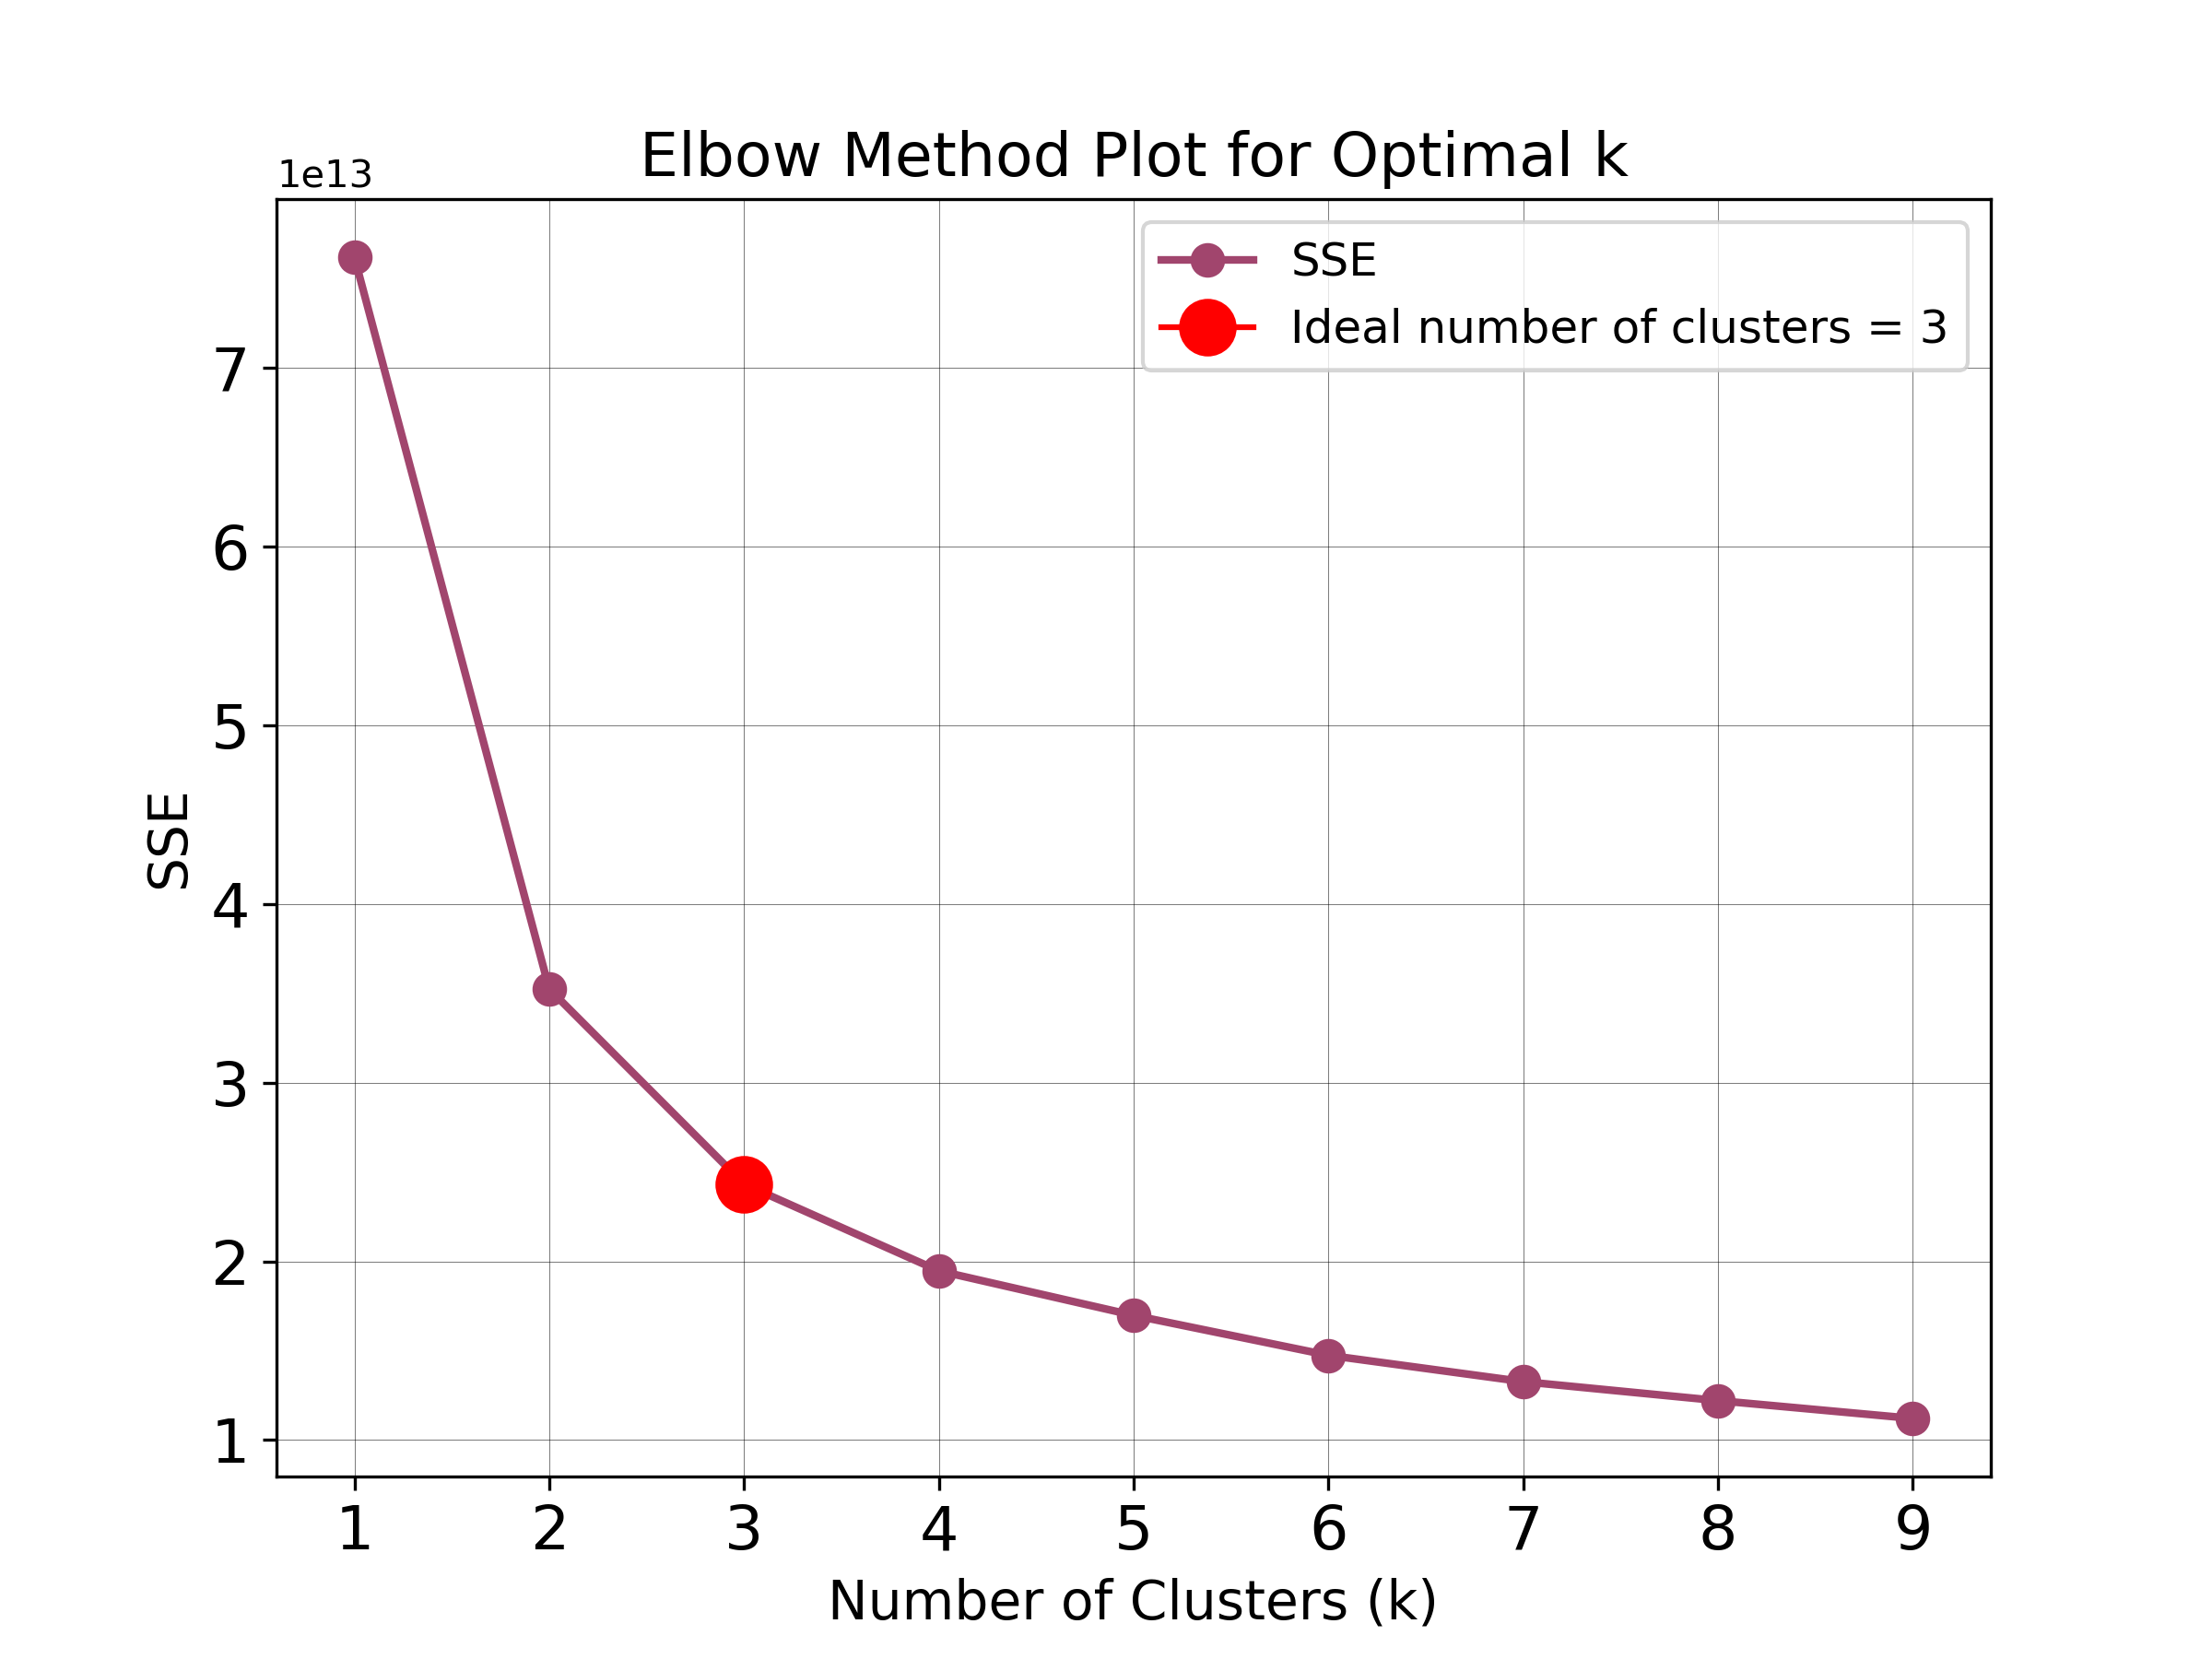 Elbow Method Plot for Optimal k
1e13
SSE
Ideal number of clusters = 3
7
6
5
4
3
2
1
SSE
1 2 3 4 5 6 7 8 9
Number of Clusters (k)